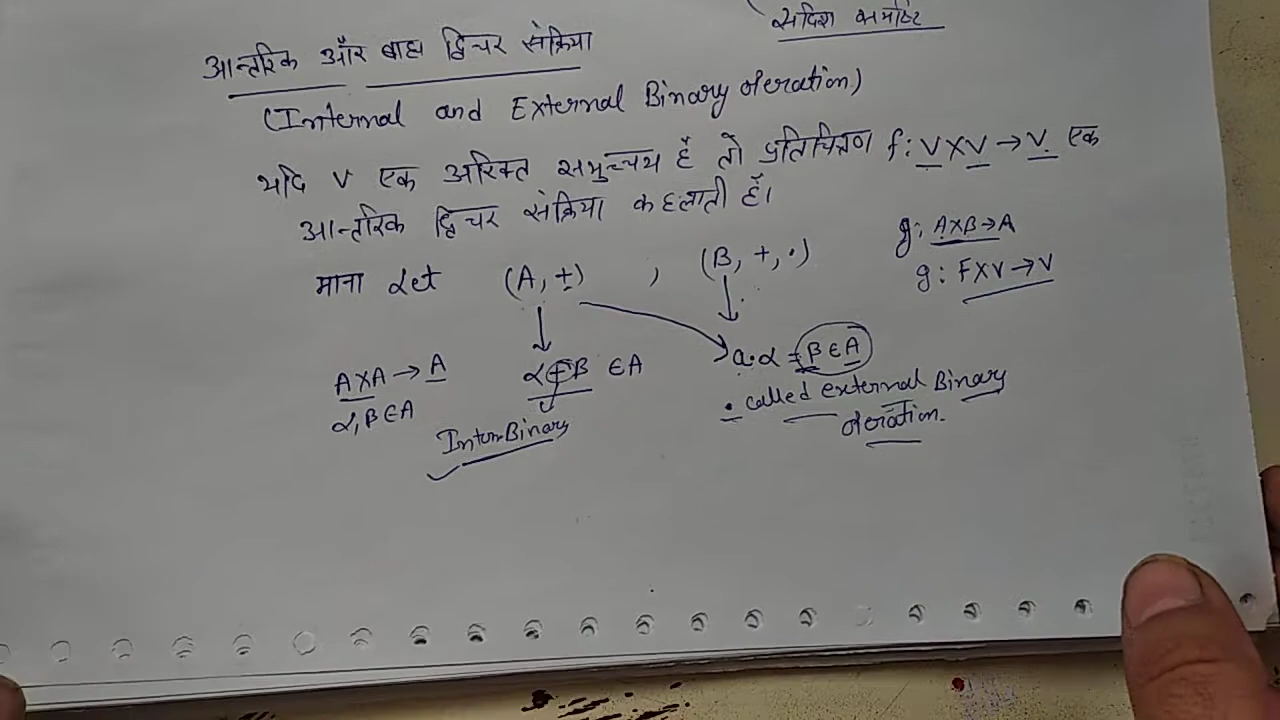 सदिश समष्टि
आन्तरिक और बाह्य द्विचर संक्रिया
(Internal and External Binary operation)
यदि V एक अरिक्त समुच्चय है तो प्रतिचित्रण f: V×V→V एक
आन्तरिक द्विचर संक्रिया कहलाती है।
g: A×B→A
माना Let (A, +) , (B, +, ·)
g: F×V→V
A×A→A
α+β ∈A
a·α = β∈A
α,β∈A
Inter-Binary
• called external Binary
operation.